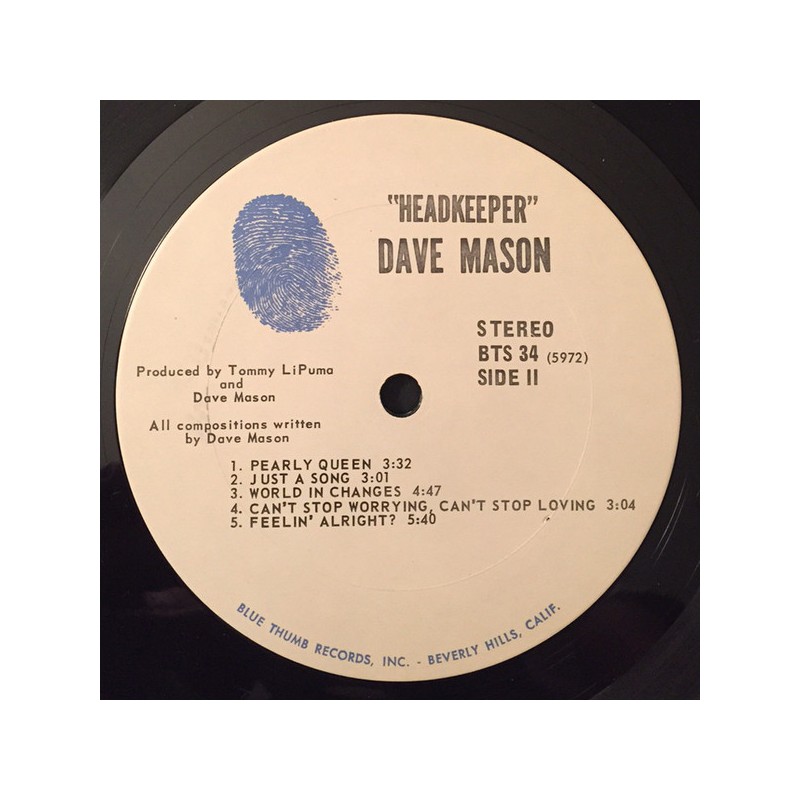 "HEADKEEPER"
DAVE MASON
STEREO
BTS 34 (5972)
SIDE II
Produced by Tommy LiPuma
and
Dave Mason
All compositions written
by Dave Mason
1. PEARLY QUEEN 3:32
2. JUST A SONG 3:01
3. WORLD IN CHANGES 4:47
4. CAN'T STOP WORRYING, CAN'T STOP LOVING 3:04
5. FEELIN' ALRIGHT? 5:40
BLUE THUMB RECORDS, INC. - BEVERLY HILLS, CALIF.